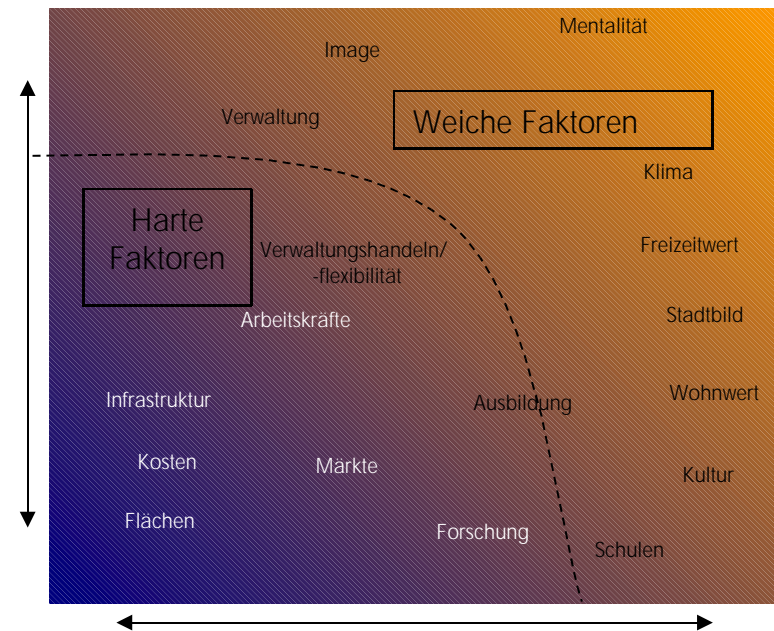 Mentalität
Image
Verwaltung
Weiche Faktoren
Klima
Harte
Faktoren
Verwaltungshandeln/
-flexibilität
Freizeitwert
Arbeitskräfte
Stadtbild
Infrastruktur
Ausbildung
Wohnwert
Kosten
Märkte
Kultur
Flächen
Forschung
Schulen